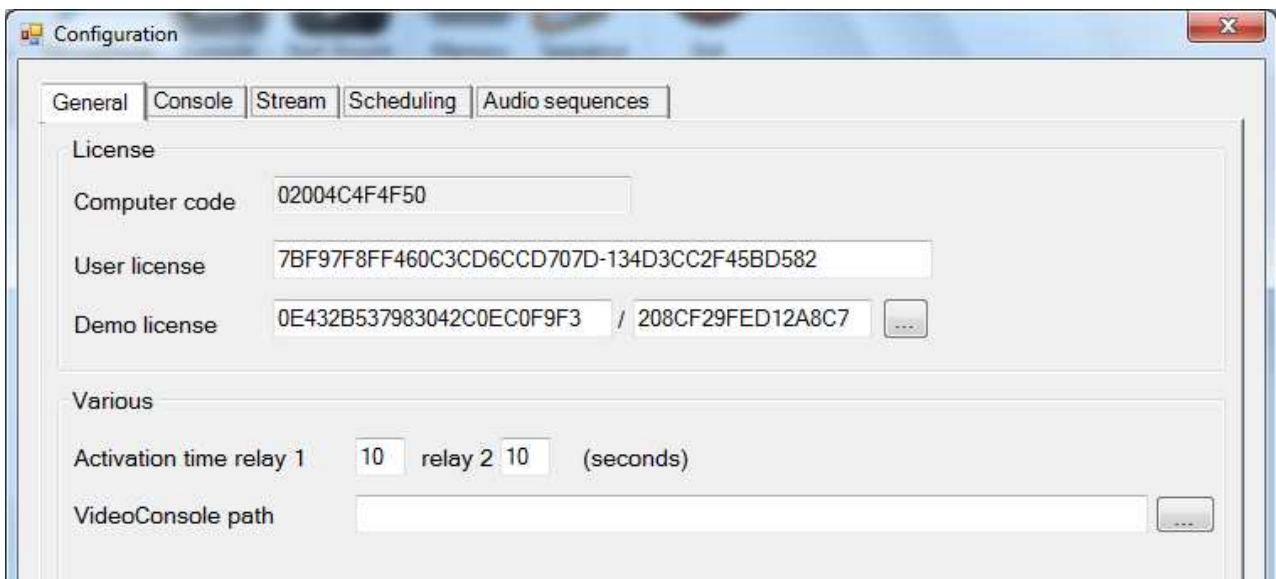 Configuration
General Console Stream Scheduling Audio sequences
License
Computer code 02004C4F4F50
User license 7BF97F8FF460C3CD6CCD707D-134D3CC2F45BD582
Demo license 0E432B537983042C0EC0F9F3 / 208CF29FED12A8C7 ...
Various
Activation time relay 1 10 relay 2 10 (seconds)
VideoConsole path ...